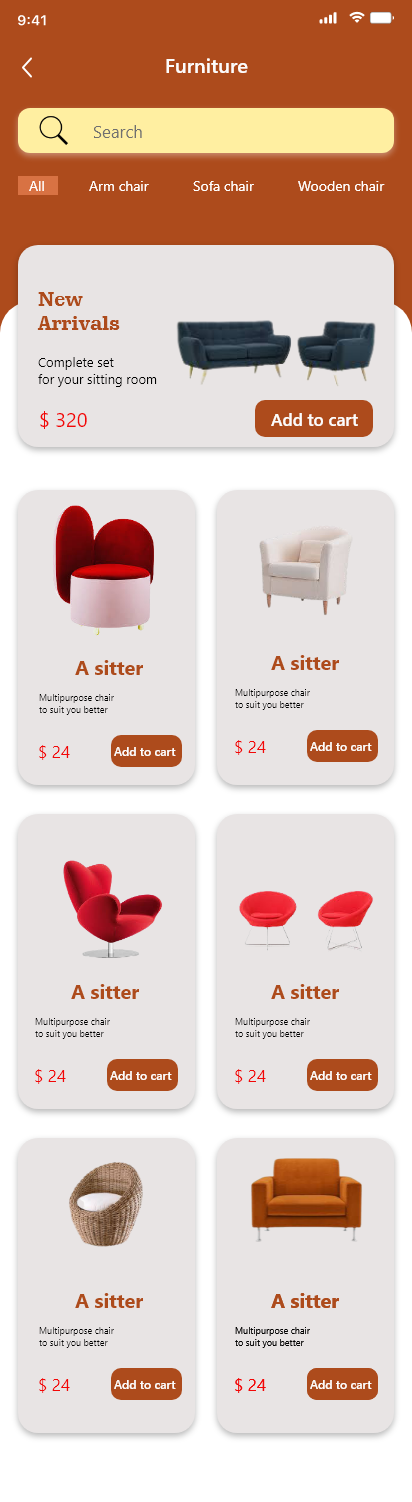 9:41
Furniture
Search
All Arm chair Sofa chair Wooden chair
New
Arrivals
Complete set
for your sitting room
$ 320 Add to cart
A sitter
Multipurpose chair
to suit you better
$ 24 Add to cart
A sitter
Multipurpose chair
to suit you better
$ 24 Add to cart
A sitter
Multipurpose chair
to suit you better
$ 24 Add to cart
A sitter
Multipurpose chair
to suit you better
$ 24 Add to cart
A sitter
Multipurpose chair
to suit you better
$ 24 Add to cart
A sitter
Multipurpose chair
to suit you better
$ 24 Add to cart